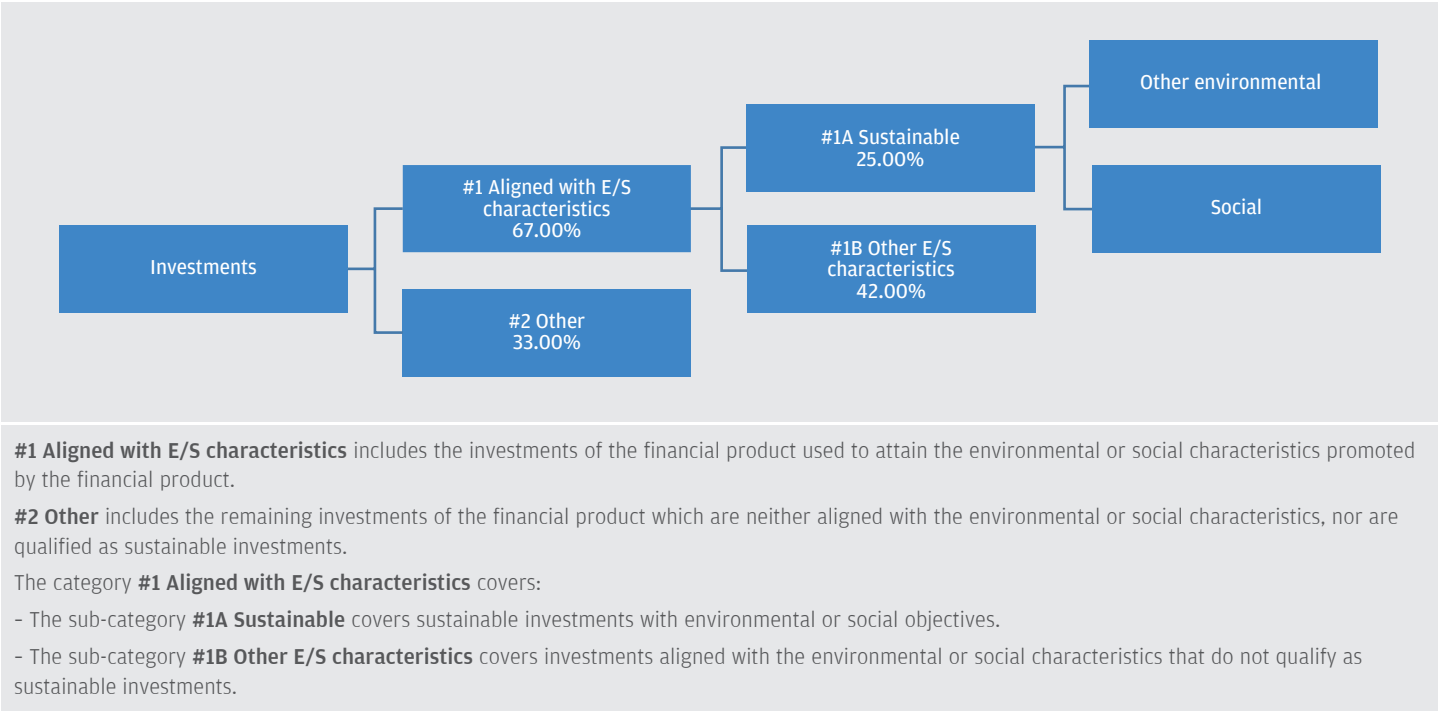 Investments
#1 Aligned with E/S
characteristics
67.00%
#2 Other
33.00%
#1A Sustainable
25.00%
#1B Other E/S
characteristics
42.00%
Other environmental
Social
#1 Aligned with E/S characteristics includes the investments of the financial product used to attain the environmental or social characteristics promoted
by the financial product.
#2 Other includes the remaining investments of the financial product which are neither aligned with the environmental or social characteristics, nor are
qualified as sustainable investments.
The category #1 Aligned with E/S characteristics covers:
– The sub-category #1A Sustainable covers sustainable investments with environmental or social objectives.
– The sub-category #1B Other E/S characteristics covers investments aligned with the environmental or social characteristics that do not qualify as
sustainable investments.